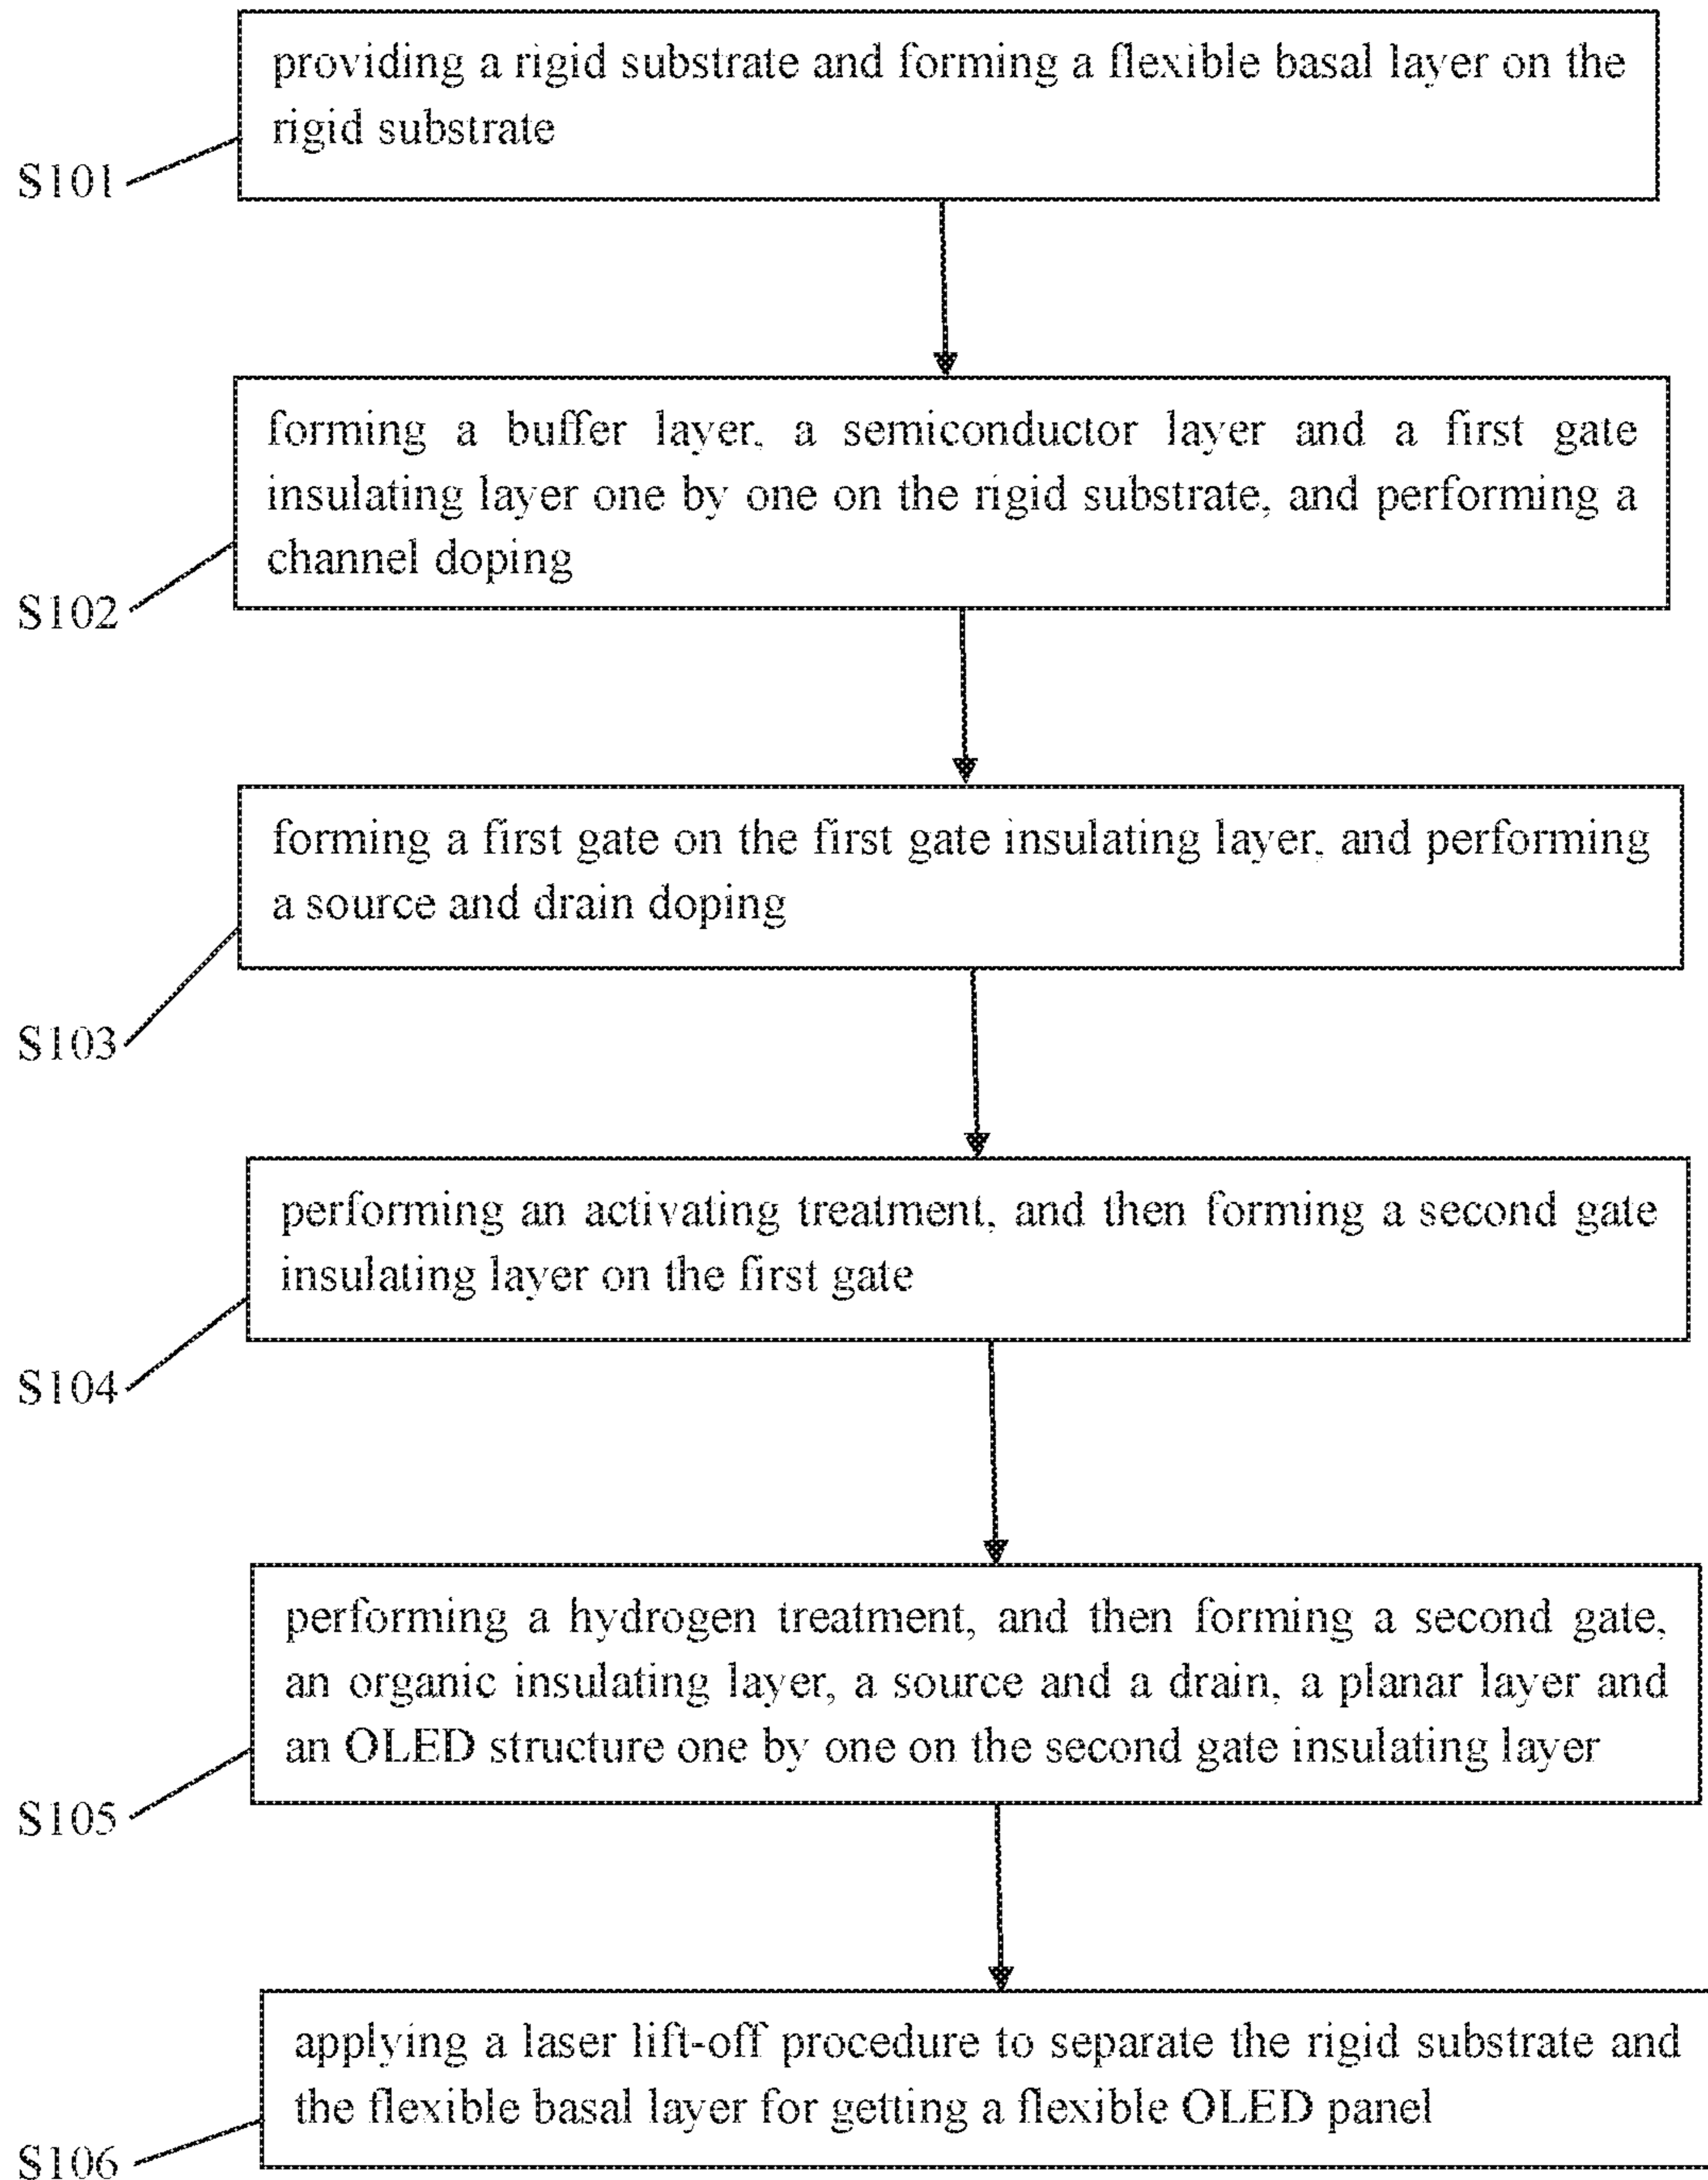 providing a rigid substrate and forming a flexible basal layer on the
rigid substrate
S101
forming a buffer layer, a semiconductor layer and a first gate
insulating layer one by one on the rigid substrate, and performing a
channel doping
S102
forming a first gate on the first gate insulating layer, and performing
a source and drain doping
S103
performing an activating treatment, and then forming a second gate
insulating layer on the first gate
S104
performing a hydrogen treatment, and then forming a second gate,
an organic insulating layer, a source and a drain, a planar layer and
an OLED structure one by one on the second gate insulating layer
S105
applying a laser lift-off procedure to separate the rigid substrate and
the flexible basal layer for getting a flexible OLED panel
S106